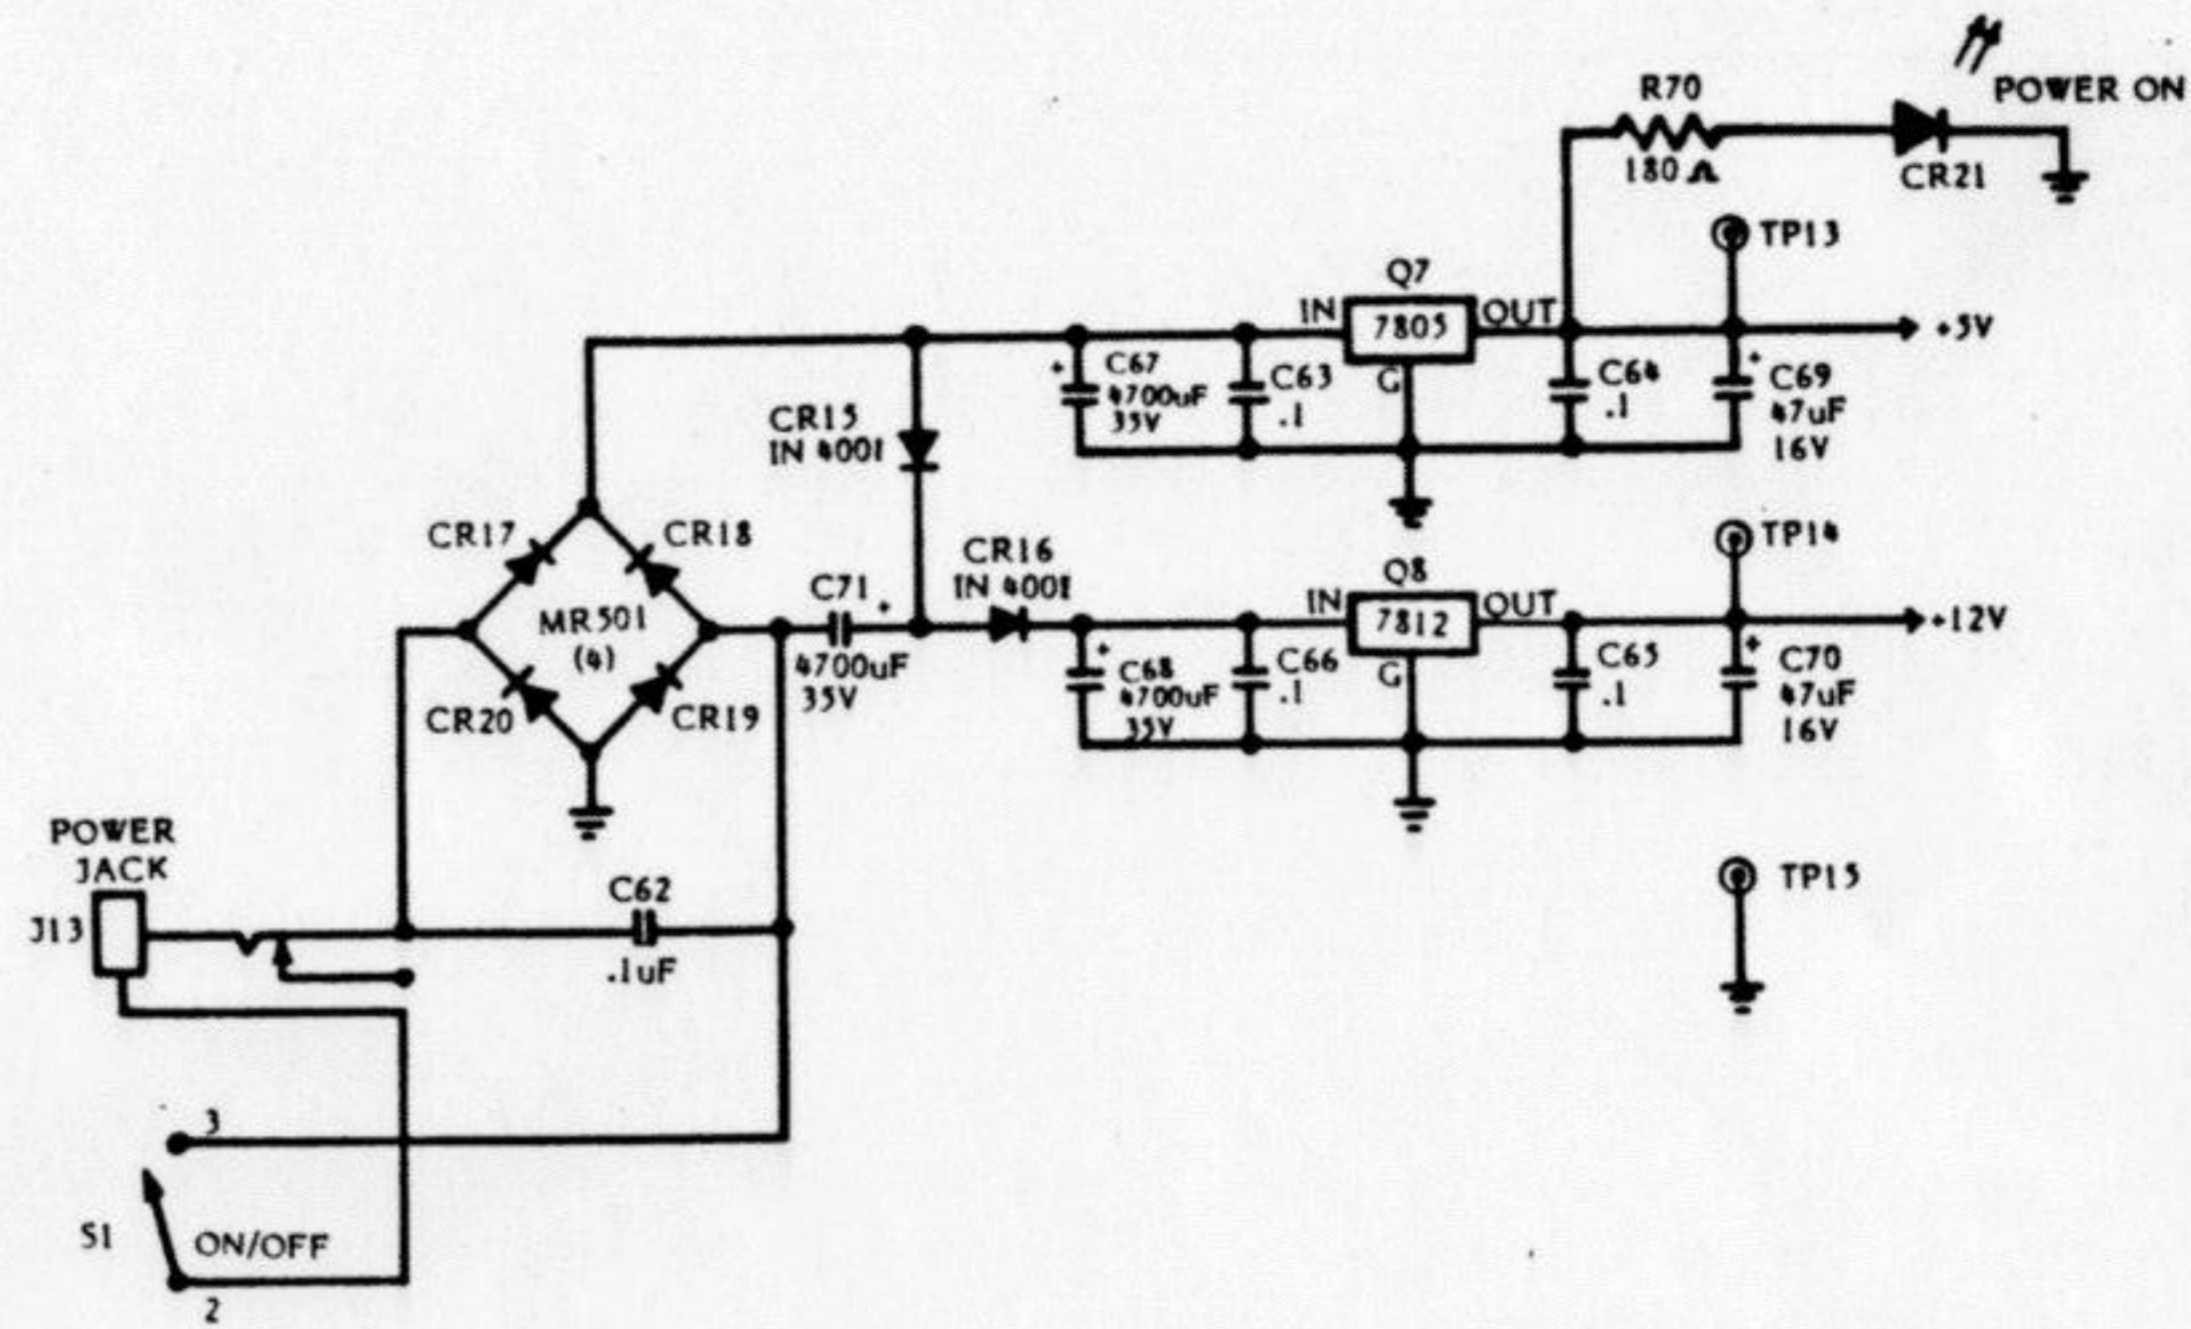 POWER ON
R70
180 Ω
CR21
TP13
Q7
IN
7805
OUT
+5V
G
C67
4700uF
35V
C63
.1
C64
.1
C69
47uF
16V
CR15
IN 4001
CR17
CR18
MR501
(4)
CR20
CR19
C71
4700uF
35V
CR16
IN 4001
TP14
Q8
IN
7812
OUT
+12V
G
C68
4700uF
35V
C66
.1
C65
.1
C70
47uF
16V
POWER
JACK
J13
C62
.1uF
TP15
3
S1
ON/OFF
2